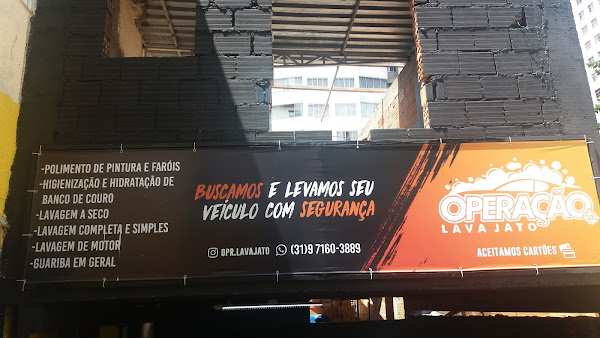 -POLIMENTO DE PINTURA E FARÓIS
-HIGIENIZAÇÃO E HIDRATAÇÃO DE
BANCO DE COURO
-LAVAGEM A SECO
-LAVAGEM COMPLETA E SIMPLES
-LAVAGEM DE MOTOR
-GUARIBA EM GERAL
BUSCAMOS E LEVAMOS SEU
VEÍCULO COM SEGURANÇA
@PR.LAVAJATO (31)9 7160-3889
OPERAÇÃO
LAVA JATO
ACEITAMOS CARTÕES